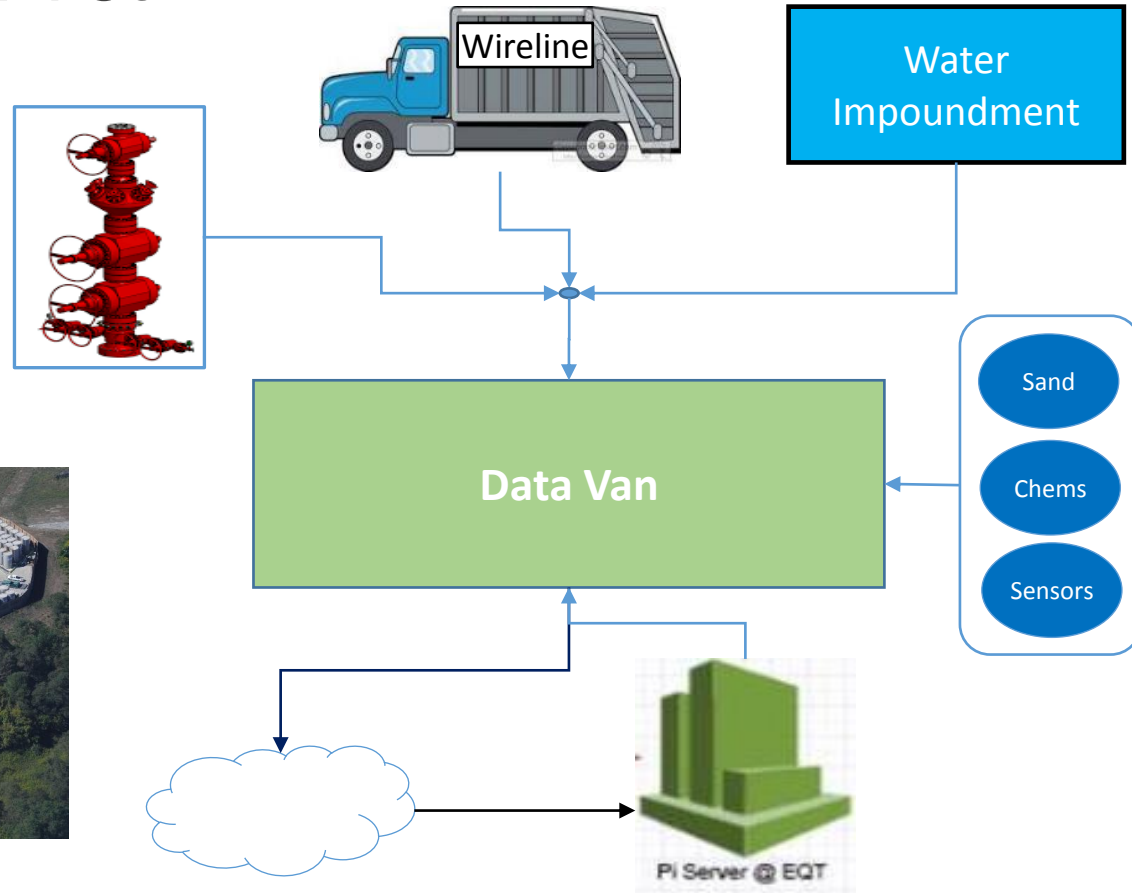 Wireline
Water
Impoundment
Sand
Data Van
Chems
Sensors
Pi Server @ EQT